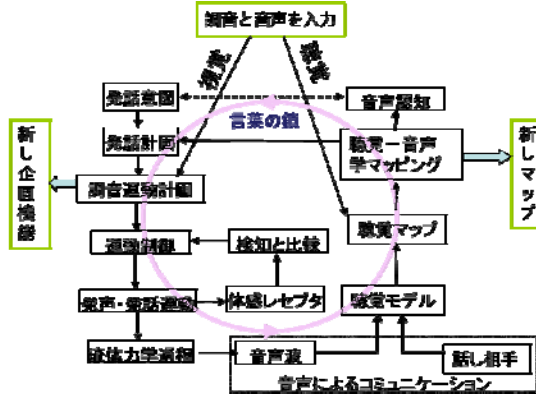 調音と音声を入力
視覚
聴覚
発話意図
音声認知
言葉の鎖
発話計画
聴覚－音声
学マッピング
新し企画機能
新しマップ
調音運動計画
聴覚マップ
運動制御
検知と比較
発声・発話運動
体感レセプタ
聴覚モデル
流体力学過程
音声波
話し相手
音声によるコミュニケーション